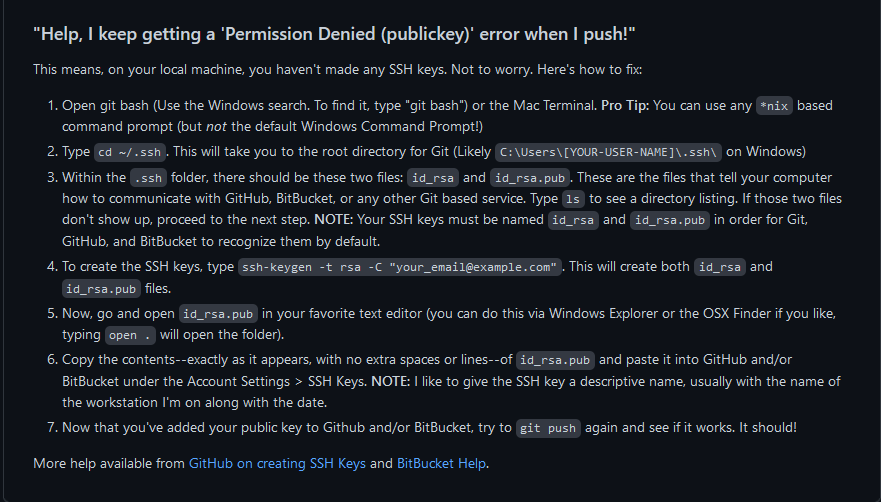 "Help, I keep getting a 'Permission Denied (publickey)' error when I push!"
This means, on your local machine, you haven't made any SSH keys. Not to worry. Here's how to fix:
1. Open git bash (Use the Windows search. To find it, type "git bash") or the Mac Terminal. Pro Tip: You can use any *nix based
command prompt (but not the default Windows Command Prompt!)
2. Type cd ~/.ssh. This will take you to the root directory for Git (Likely C:\Users\[YOUR-USER-NAME]\.ssh\ on Windows)
3. Within the .ssh folder, there should be these two files: id_rsa and id_rsa.pub. These are the files that tell your computer
how to communicate with GitHub, BitBucket, or any other Git based service. Type ls to see a directory listing. If those two files
don't show up, proceed to the next step. NOTE: Your SSH keys must be named id_rsa and id_rsa.pub in order for Git,
GitHub, and BitBucket to recognize them by default.
4. To create the SSH keys, type ssh-keygen -t rsa -C "your_email@example.com". This will create both id_rsa and
id_rsa.pub files.
5. Now, go and open id_rsa.pub in your favorite text editor (you can do this via Windows Explorer or the OSX Finder if you like,
typing open . will open the folder).
6. Copy the contents--exactly as it appears, with no extra spaces or lines--of id_rsa.pub and paste it into GitHub and/or
BitBucket under the Account Settings > SSH Keys. NOTE: I like to give the SSH key a descriptive name, usually with the name of
the workstation I'm on along with the date.
7. Now that you've added your public key to Github and/or BitBucket, try to git push again and see if it works. It should!
More help available from GitHub on creating SSH Keys and BitBucket Help.